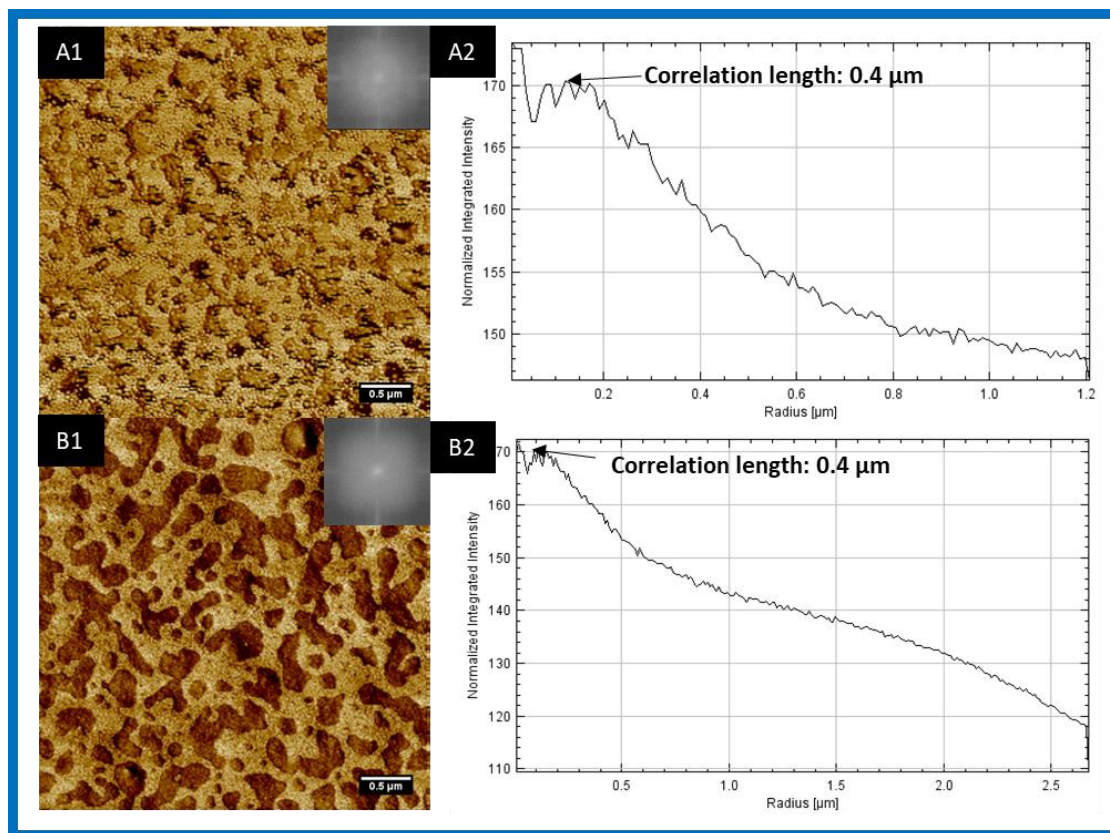 A1
0.5 µm
A2
Correlation length: 0.4 µm
Normalized Integrated Intensity
170
165
160
155
150
0.2
0.4
0.6
0.8
1.0
1.2
Radius [µm]
B1
0.5 µm
B2
Correlation length: 0.4 µm
Normalized Integrated Intensity
70
160
150
140
130
120
110
0.5
1.0
1.5
2.0
2.5
Radius [µm]